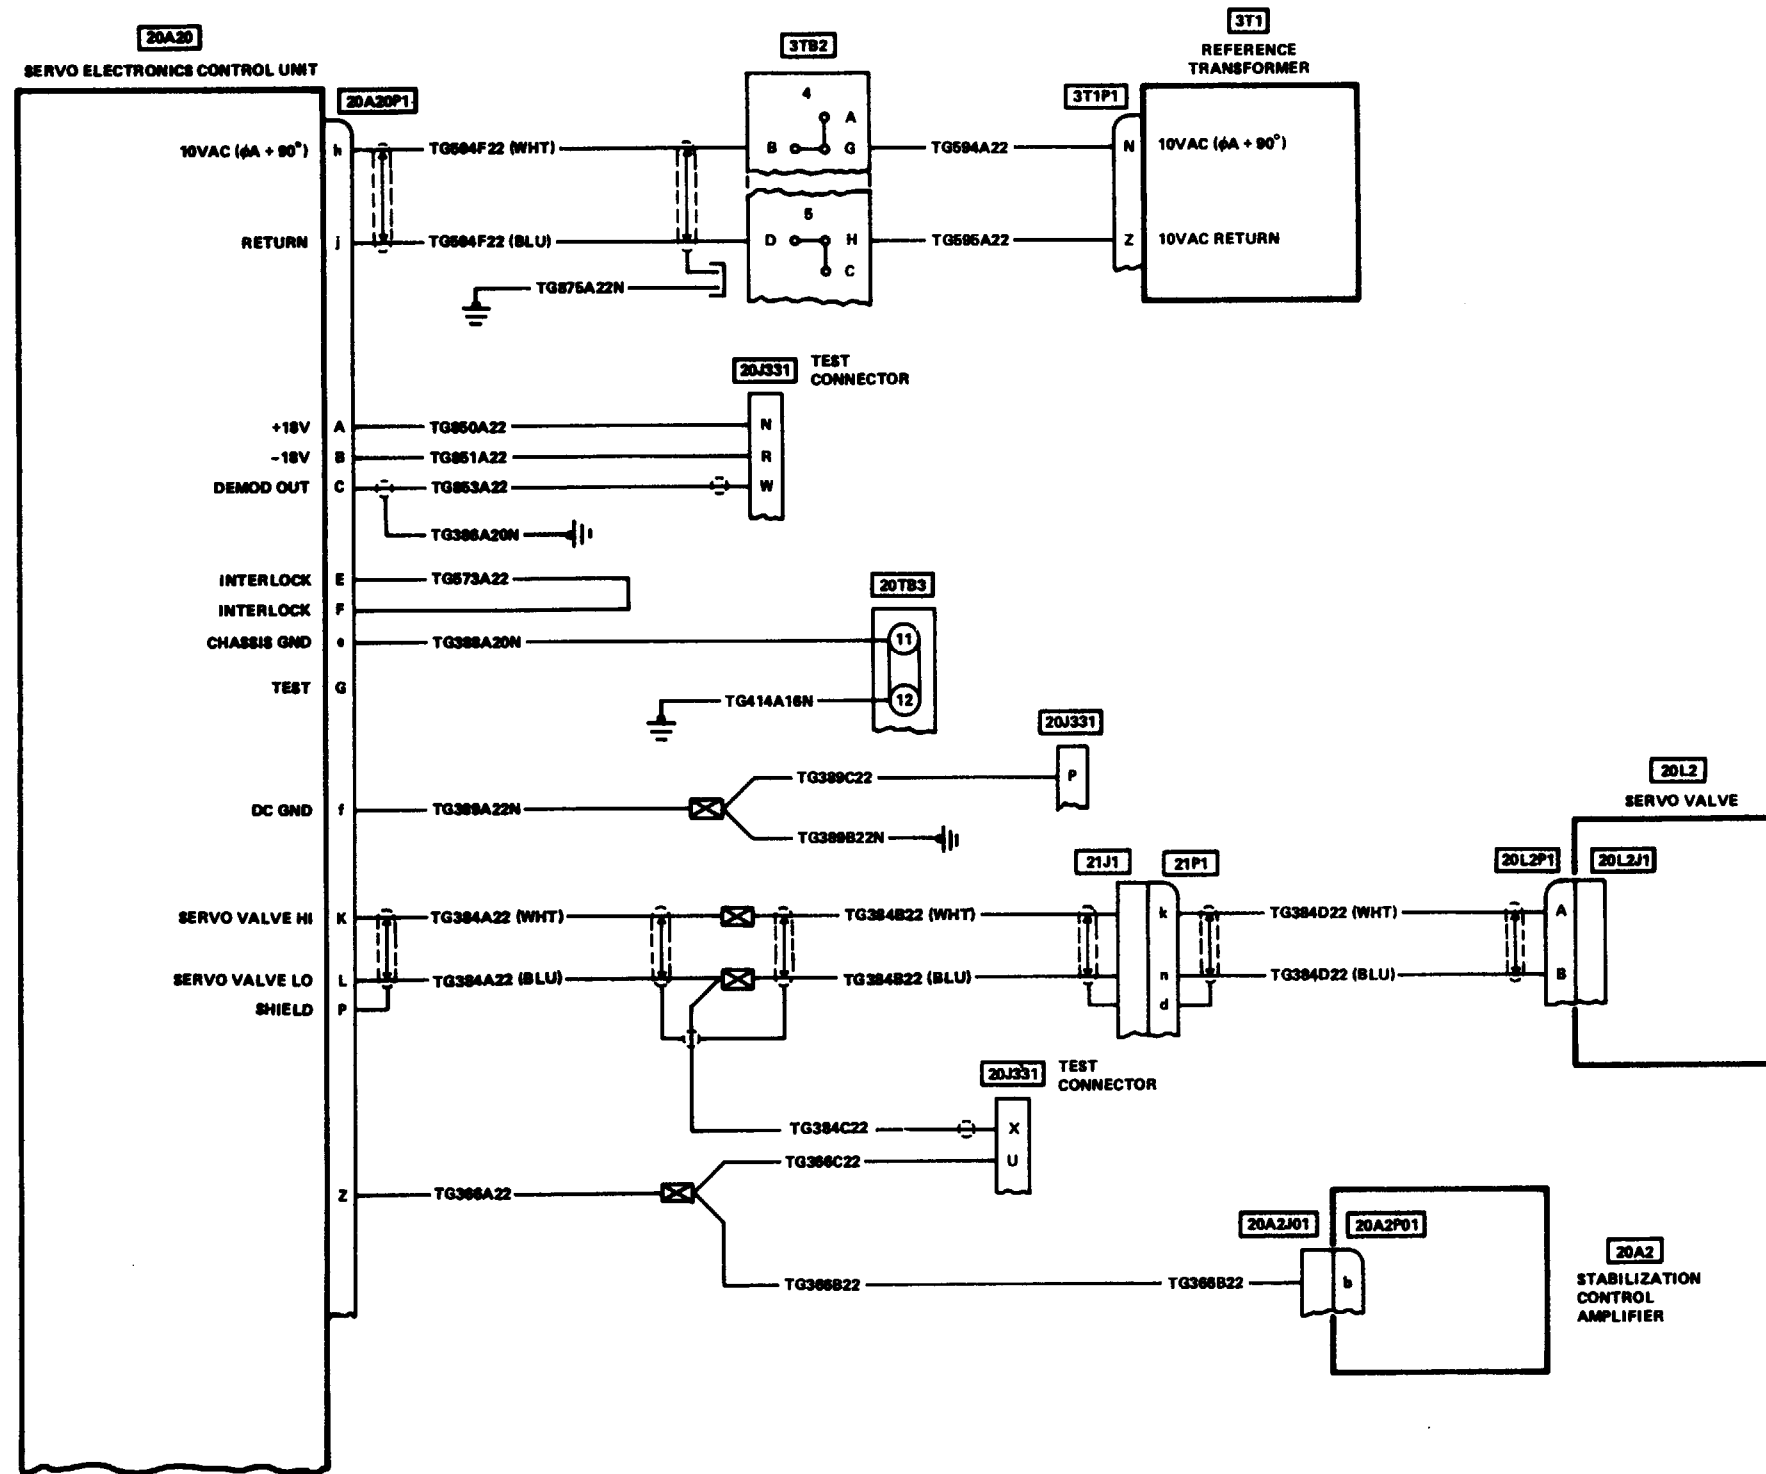 20A20
SERVO ELECTRONICS CONTROL UNIT
20A20P1
3TB2
3T1
REFERENCE
TRANSFORMER
3T1P1
4
A
10VAC (ϕA + 90°) h TG594F22 (WHT) B G TG594A22 N 10VAC (ϕA + 90°)
5
RETURN j TG594F22 (BLU) D H TG595A22 Z 10VAC RETURN
C
TG875A22N
20J331
TEST
CONNECTOR
+18V A TG850A22 N
-18V B TG851A22 R
DEMOD OUT C TG853A22 W
TG386A20N
INTERLOCK E TG573A22
INTERLOCK F
20TB3
CHASSIS GND e TG388A20N 11
TEST G
TG414A16N 12
20J331
TG389C22 P
DC GND f TG389A22N
TG389B22N
20L2
SERVO VALVE
21J1
21P1
20L2P1
20L2J1
SERVO VALVE HI K TG384A22 (WHT) TG384B22 (WHT) k TG384D22 (WHT) A
SERVO VALVE LO L TG384A22 (BLU) TG384B22 (BLU) n TG384D22 (BLU) B
SHIELD P d
20J331
TEST
CONNECTOR
TG384C22 X
TG366C22 U
Z TG366A22
20A2J01
20A2P01
20A2
STABILIZATION
CONTROL
AMPLIFIER
TG366B22 TG366B22 b